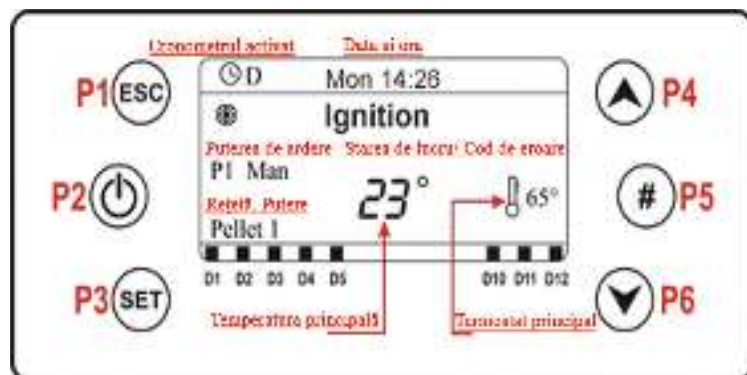 Cronometrul activat Data si ora
P1 ESC D Mon 14:26 P4
Ignition
Puterea de ardere Starea de lucru/ Cod de eroare
P1 Man
P2 23° 65° # P5
Rețetă. Putere
Pellet 1
D1 D2 D3 D4 D5 D10 D11 D12
P3 SET P6
Temperatura principală Termostat principal